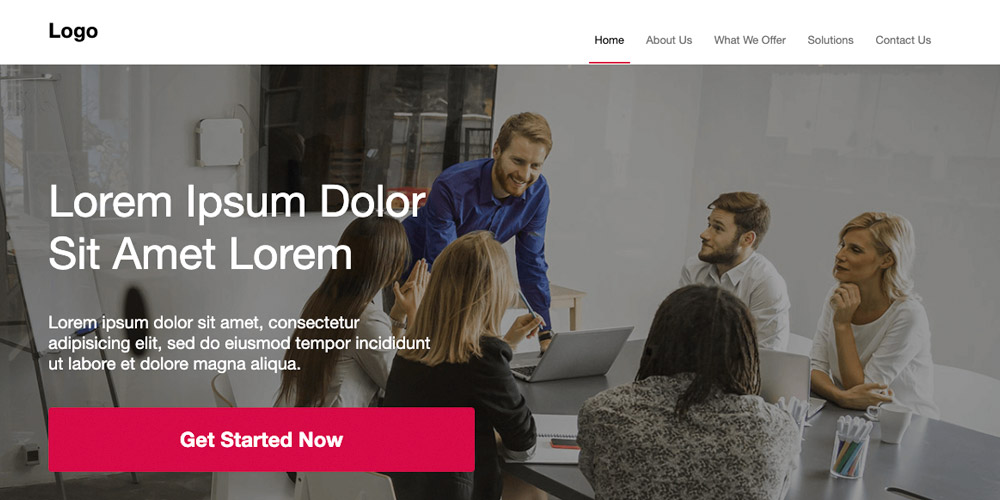 Logo
Home About Us What We Offer Solutions Contact Us
Lorem Ipsum Dolor
Sit Amet Lorem
Lorem ipsum dolor sit amet, consectetur
adipisicing elit, sed do eiusmod tempor incididunt
ut labore et dolore magna aliqua.
Get Started Now